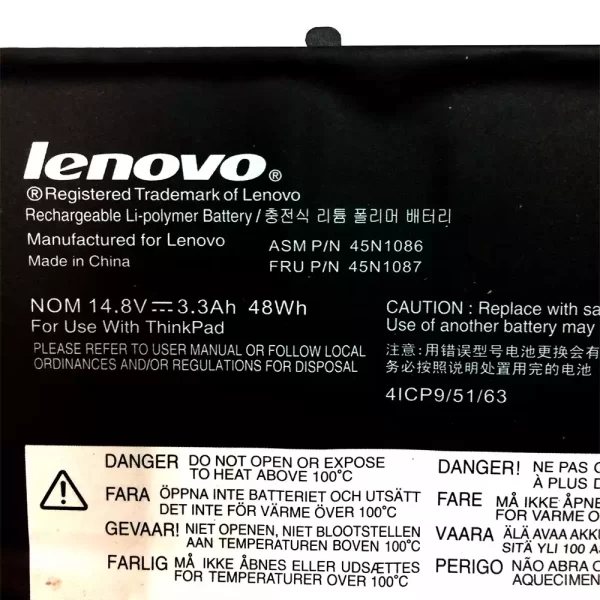 lenovo®
®Registered Trademark of Lenovo
Rechargeable Li-polymer Battery / 충전식 리튬 폴리머 배터리
Manufactured for Lenovo
Made in China
ASM P/N 45N1086
FRU P/N 45N1087
NOM 14.8V⎓3.3Ah 48Wh
For Use With ThinkPad
PLEASE REFER TO USER MANUAL OR FOLLOW LOCAL
ORDINANCES AND/OR REGULATIONS FOR DISPOSAL
CAUTION : Replace with sa
Use of another battery may
注意:用错误型号电池更换会有
务必按照说明处置用完的电池
4ICP9/51/63
DANGER DO NOT OPEN OR EXPOSE
TO HEAT ABOVE 100°C
FARA ÖPPNA INTE BATTERIET OCH UTSÄTT
DET INTE FÖR VÄRME ÖVER 100°C
GEVAAR! NIET OPENEN, NIET BLOOTSTELLEN
AAN TEMPERATUREN BOVEN 100°C
FARLIG MÅ IKKE ÅBNES ELLER UDSÆTTES
FOR TEMPERATURER OVER 100°C
DANGER! NE PAS O
À PLUS D
FARE MÅ IKKE ÅPNE
FOR VARME O
VAARA ÄLÄ AVAA AKKU
SITÄ YLI 100 A
PERIGO NÃO ABRA O
AQUECIMEN